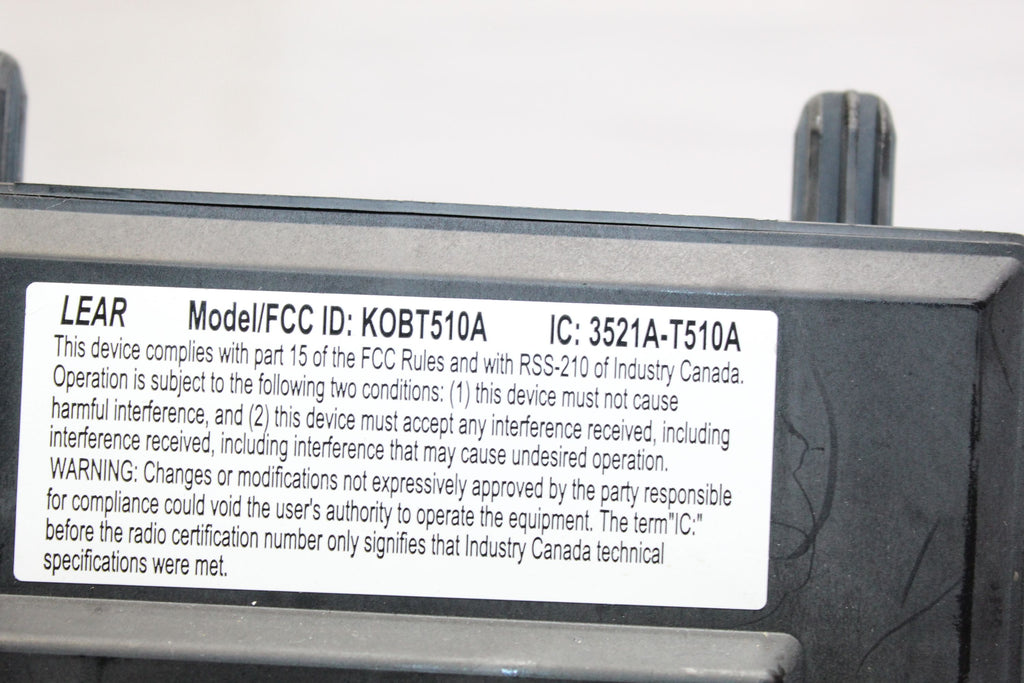 LEAR Model/FCC ID: KOBT510A IC: 3521A-T510A
This device complies with part 15 of the FCC Rules and with RSS-210 of Industry Canada.
Operation is subject to the following two conditions: (1) this device must not cause
harmful interference, and (2) this device must accept any interference received, including
interference received, including interference that may cause undesired operation.
WARNING: Changes or modifications not expressively approved by the party responsible
for compliance could void the user's authority to operate the equipment. The term"IC:"
before the radio certification number only signifies that Industry Canada technical
specifications were met.